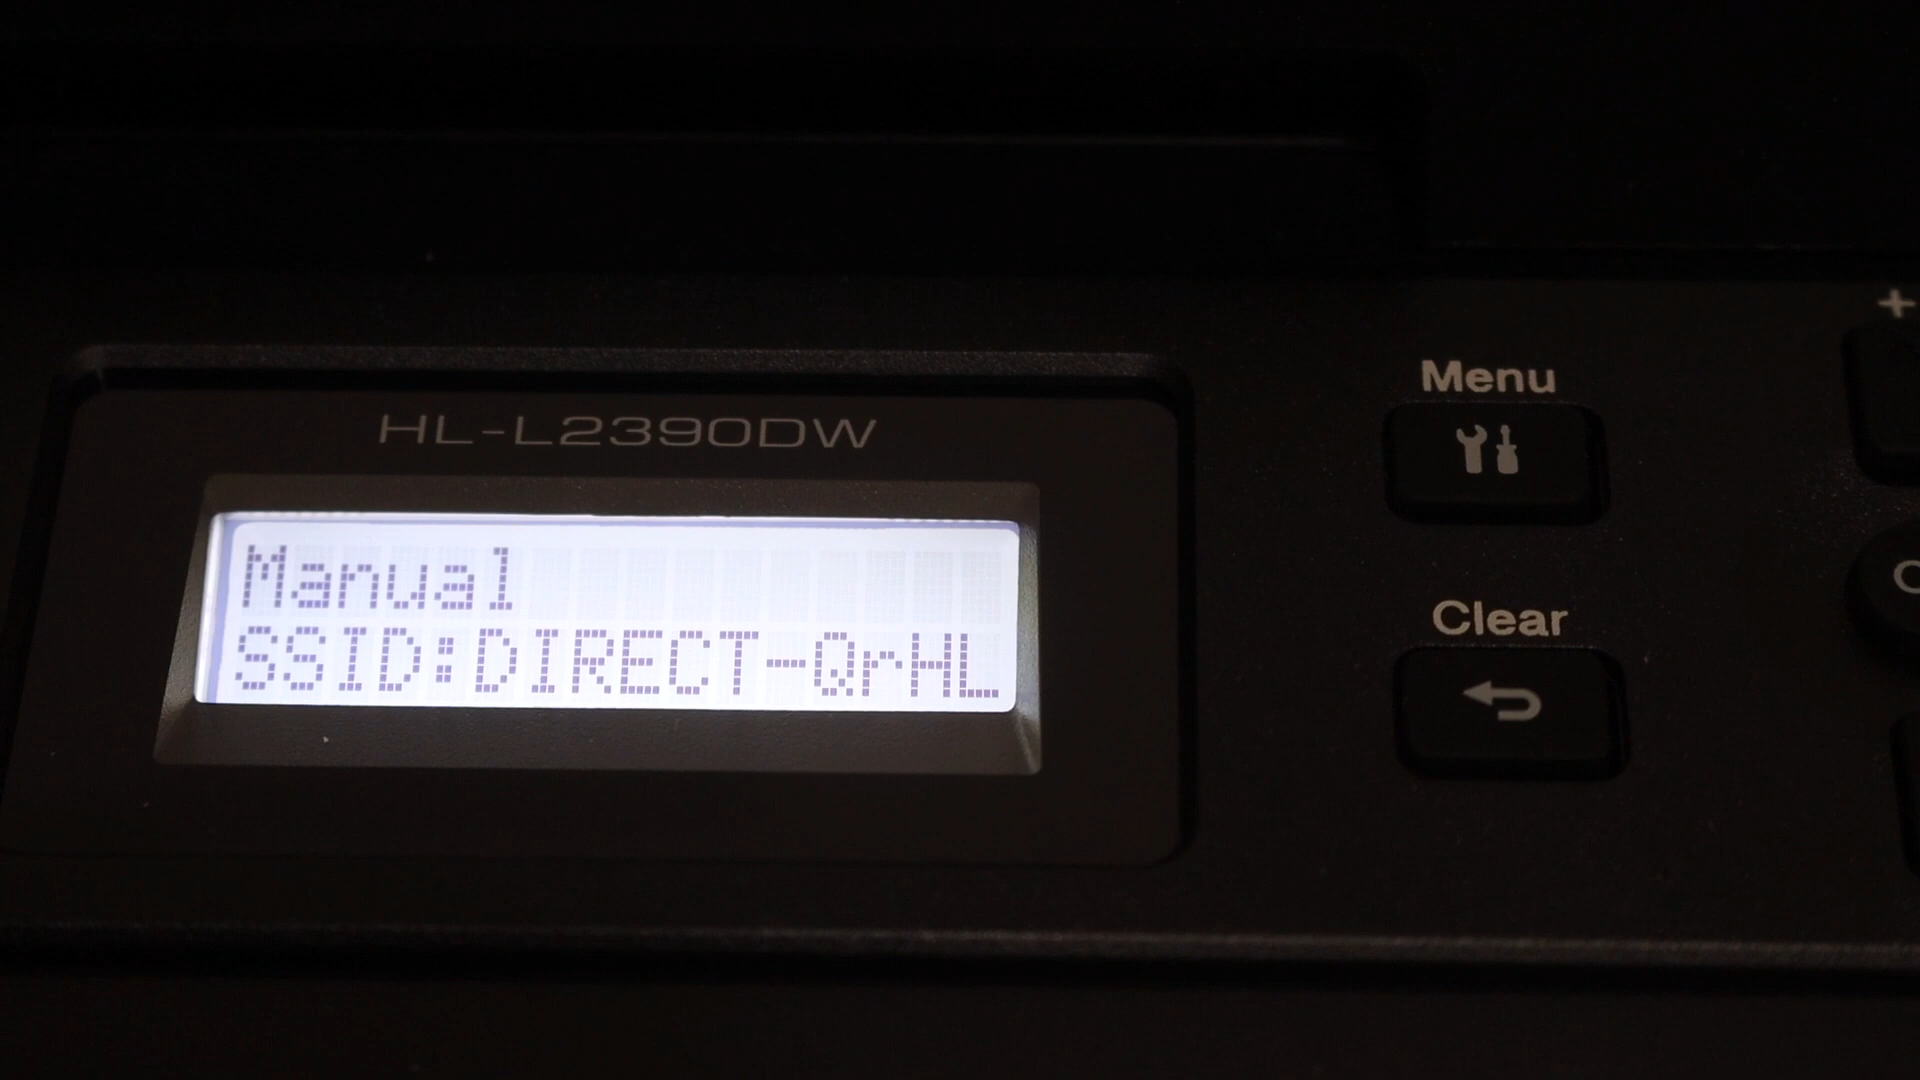 HL-L2390DW
Manual
SSID:DIRECT-QrHL
Menu
+
Clear